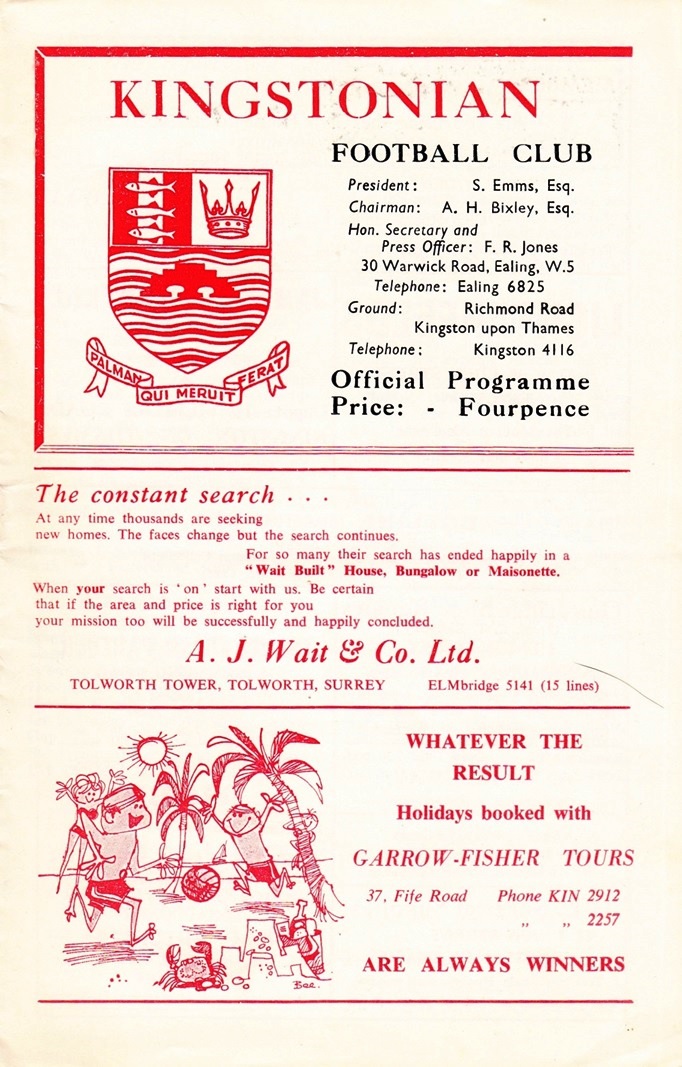 KINGSTONIAN
FOOTBALL CLUB
President: S. Emms, Esq.
Chairman: A. H. Bixley, Esq.
Hon. Secretary and
Press Officer: F. R. Jones
30 Warwick Road, Ealing, W.5
Telephone: Ealing 6825
Ground: Richmond Road
Kingston upon Thames
Telephone: Kingston 4116
Official Programme
Price: - Fourpence
PALMAM
QUI MERUIT
FERAT
The constant search . . .
At any time thousands are seeking
new homes. The faces change but the search continues.
For so many their search has ended happily in a
"Wait Built" House, Bungalow or Maisonette.
When your search is 'on' start with us. Be certain
that if the area and price is right for you
your mission too will be successfully and happily concluded.
A. J. Wait & Co. Ltd.
TOLWORTH TOWER, TOLWORTH, SURREY ELMbridge 5141 (15 lines)
WHATEVER THE
RESULT
Holidays booked with
GARROW-FISHER TOURS
37, Fife Road Phone KIN 2912
„ „ 2257
ARE ALWAYS WINNERS
Bee.